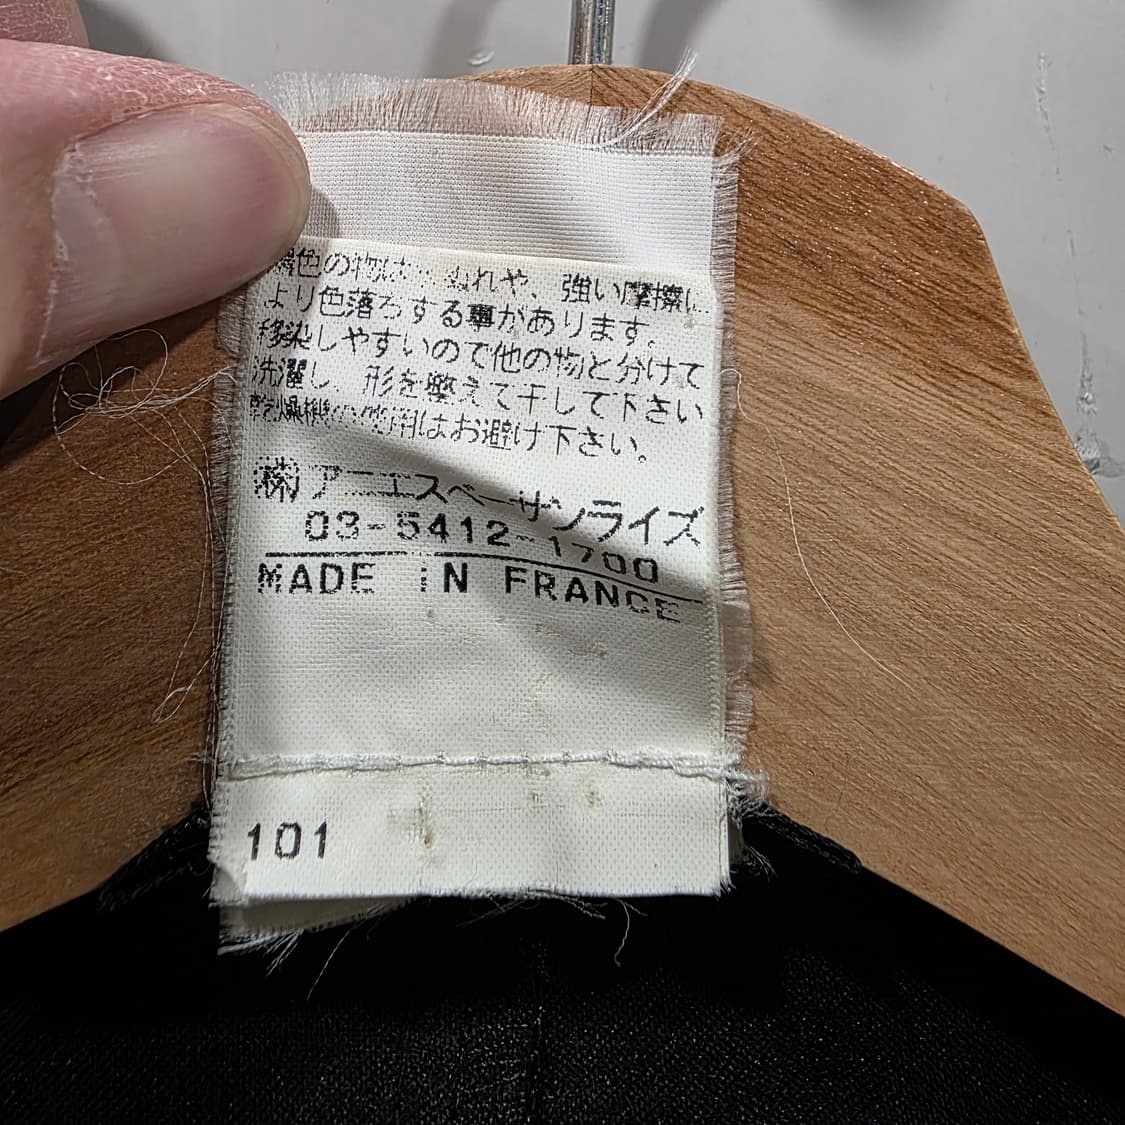 濃色の物は ぬれや、強い摩擦に
より色落ちする事があります。
移染しやすいので他の物と分けて
洗濯し、形を整えて干して下さい
乾燥機の使用はお避け下さい。
㈱アニエスベーサンライズ
03-5412-1700
MADE IN FRANCE
101